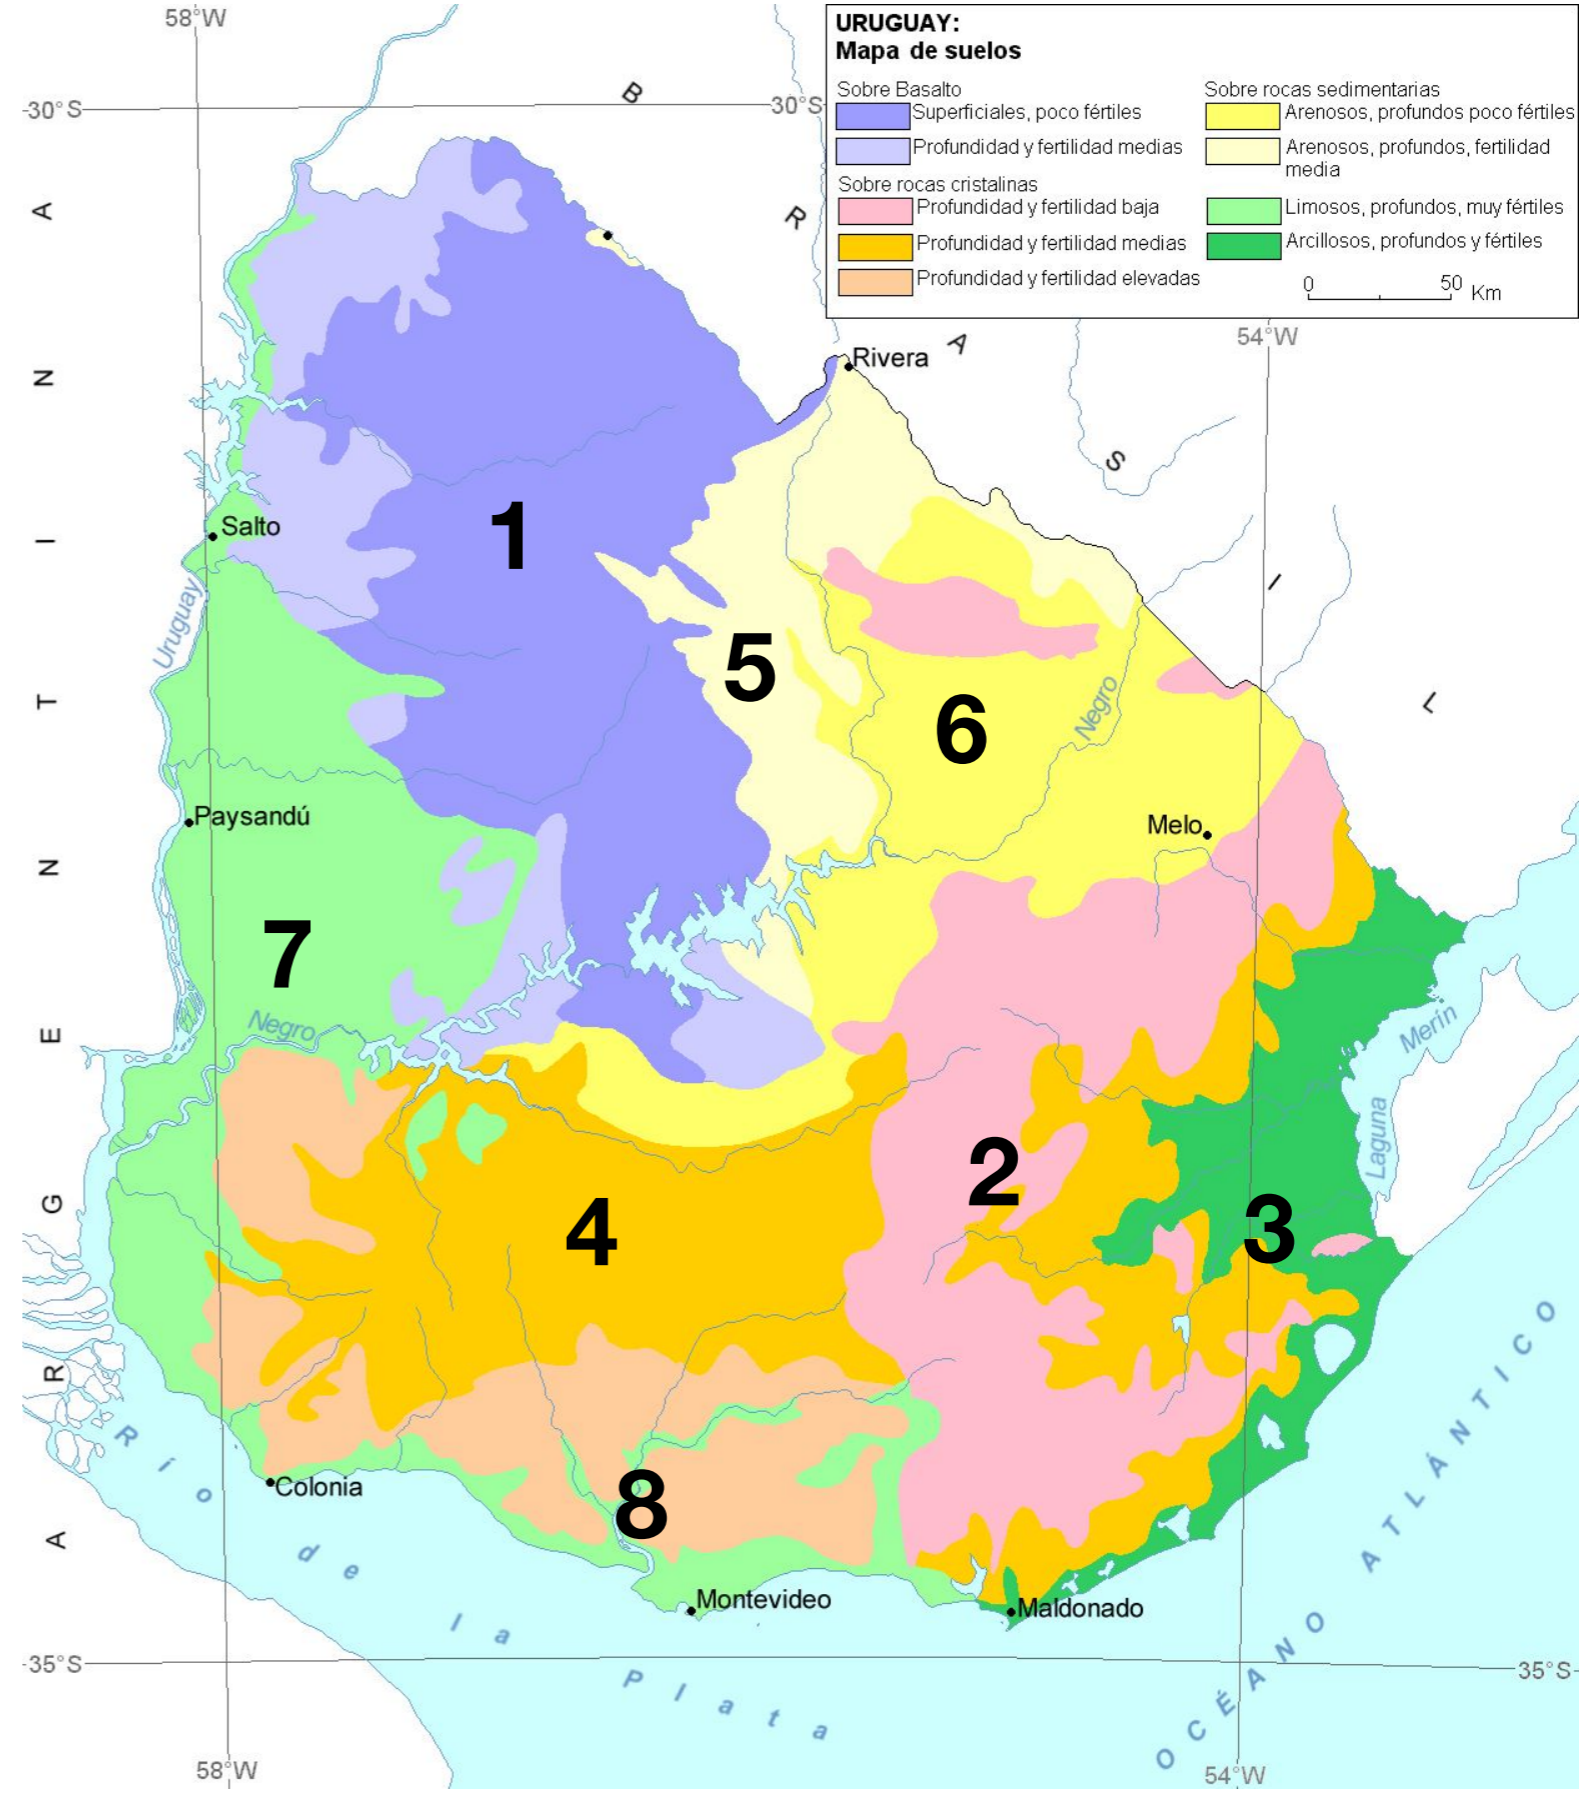 58°W
URUGUAY:
Mapa de suelos
Sobre Basalto
Superficiales, poco fértiles
Profundidad y fertilidad medias
Sobre rocas cristalinas
Profundidad y fertilidad baja
Profundidad y fertilidad medias
Profundidad y fertilidad elevadas
Sobre rocas sedimentarias
Arenosos, profundos poco fértiles
Arenosos, profundos, fertilidad
media
Limosos, profundos, muy fértiles
Arcillosos, profundos y fértiles
0 50 Km
-30°S
30°S
54°W
B R A S I L
A R G E N T I N A
Rivera
Salto
Uruguay
Paysandú
Melo
Negro
Negro
Laguna Merín
1
5
6
7
2
3
4
8
Colonia
Montevideo
Maldonado
Río de la Plata
OCÉANO ATLÁNTICO
-35°S
35°S
58°W
54°W